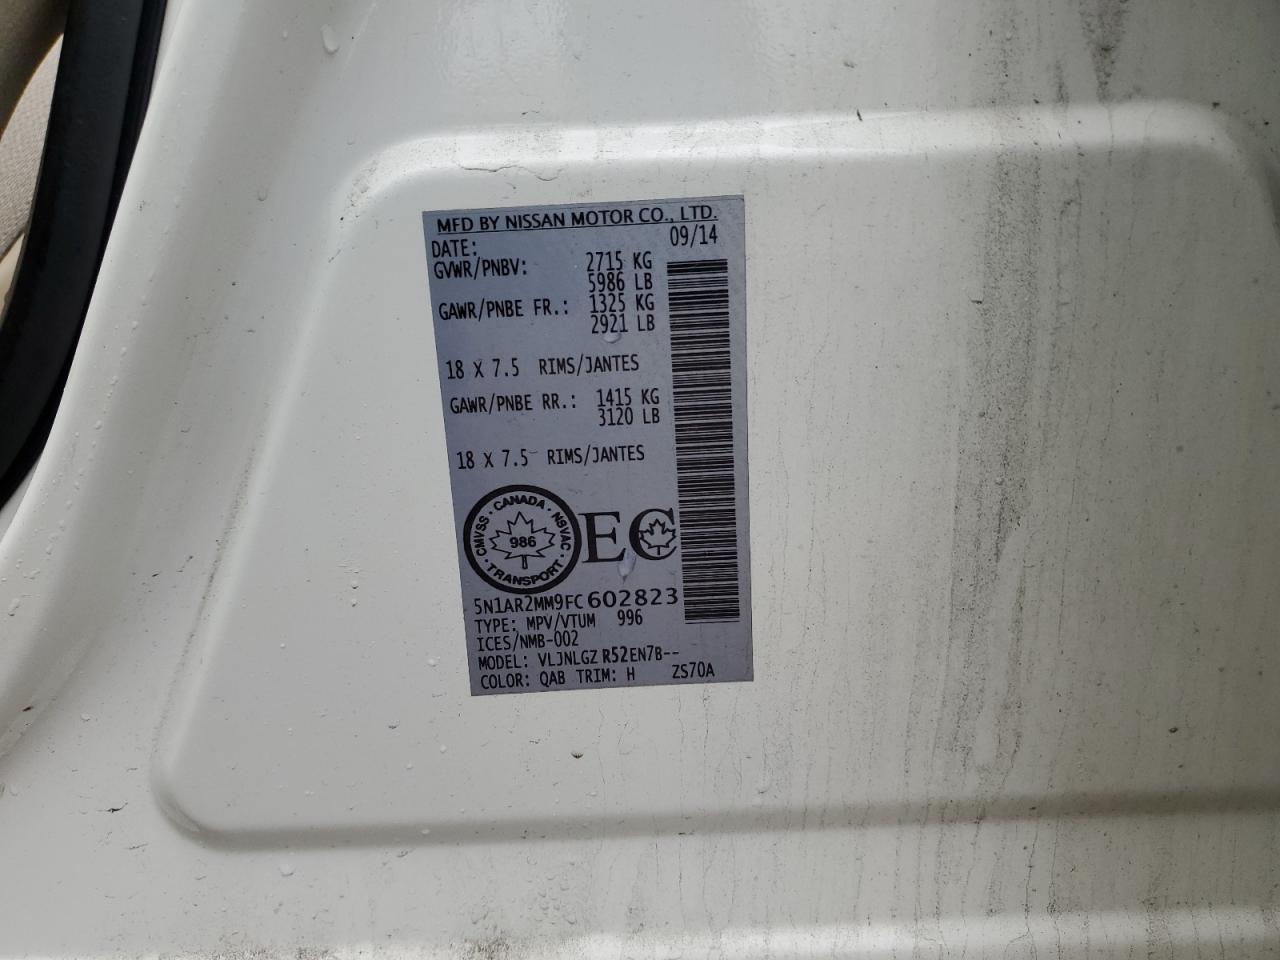 MFD BY NISSAN MOTOR CO., LTD.
DATE: 09/14
GVWR/PNBV: 2715 KG
5986 LB
GAWR/PNBE FR.: 1325 KG
2921 LB
18 X 7.5 RIMS/JANTES
GAWR/PNBE RR.: 1415 KG
3120 LB
18 X 7.5 RIMS/JANTES
CMVSS · CANADA · NSVAC · TRANSPORT ·
986
EC
5N1AR2MM9FC602823
TYPE: MPV/VTUM 996
ICES/NMB-002
MODEL: VLJNLGZ R52EN7B--
COLOR: QAB TRIM: H ZS70A